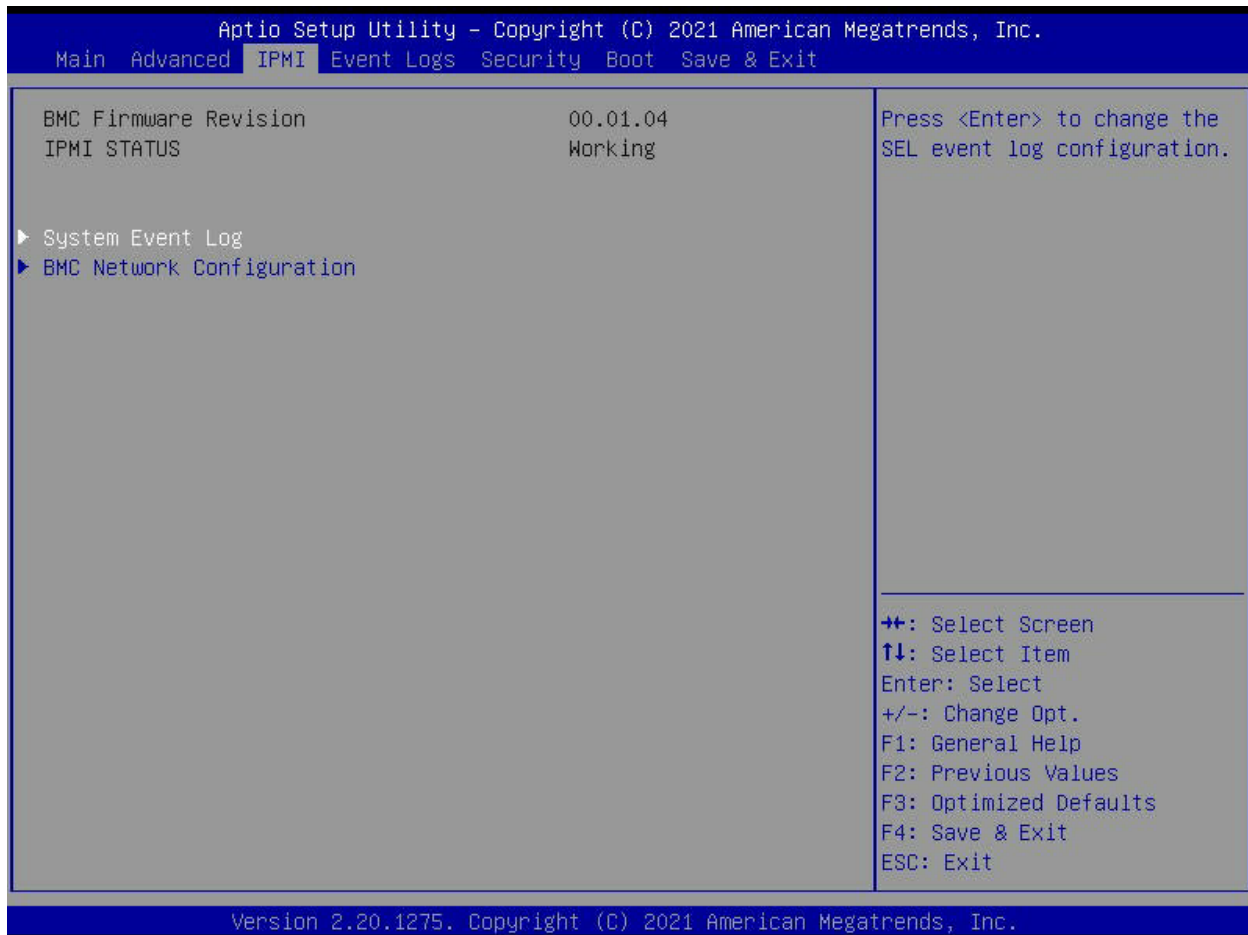 Aptio Setup Utility – Copyright (C) 2021 American Megatrends, Inc.
Main Advanced IPMI Event Logs Security Boot Save & Exit
BMC Firmware Revision 00.01.04
IPMI STATUS Working
System Event Log
BMC Network Configuration
Press <Enter> to change the
SEL event log configuration.
→←: Select Screen
↑↓: Select Item
Enter: Select
+/-: Change Opt.
F1: General Help
F2: Previous Values
F3: Optimized Defaults
F4: Save & Exit
ESC: Exit
Version 2.20.1275. Copyright (C) 2021 American Megatrends, Inc.